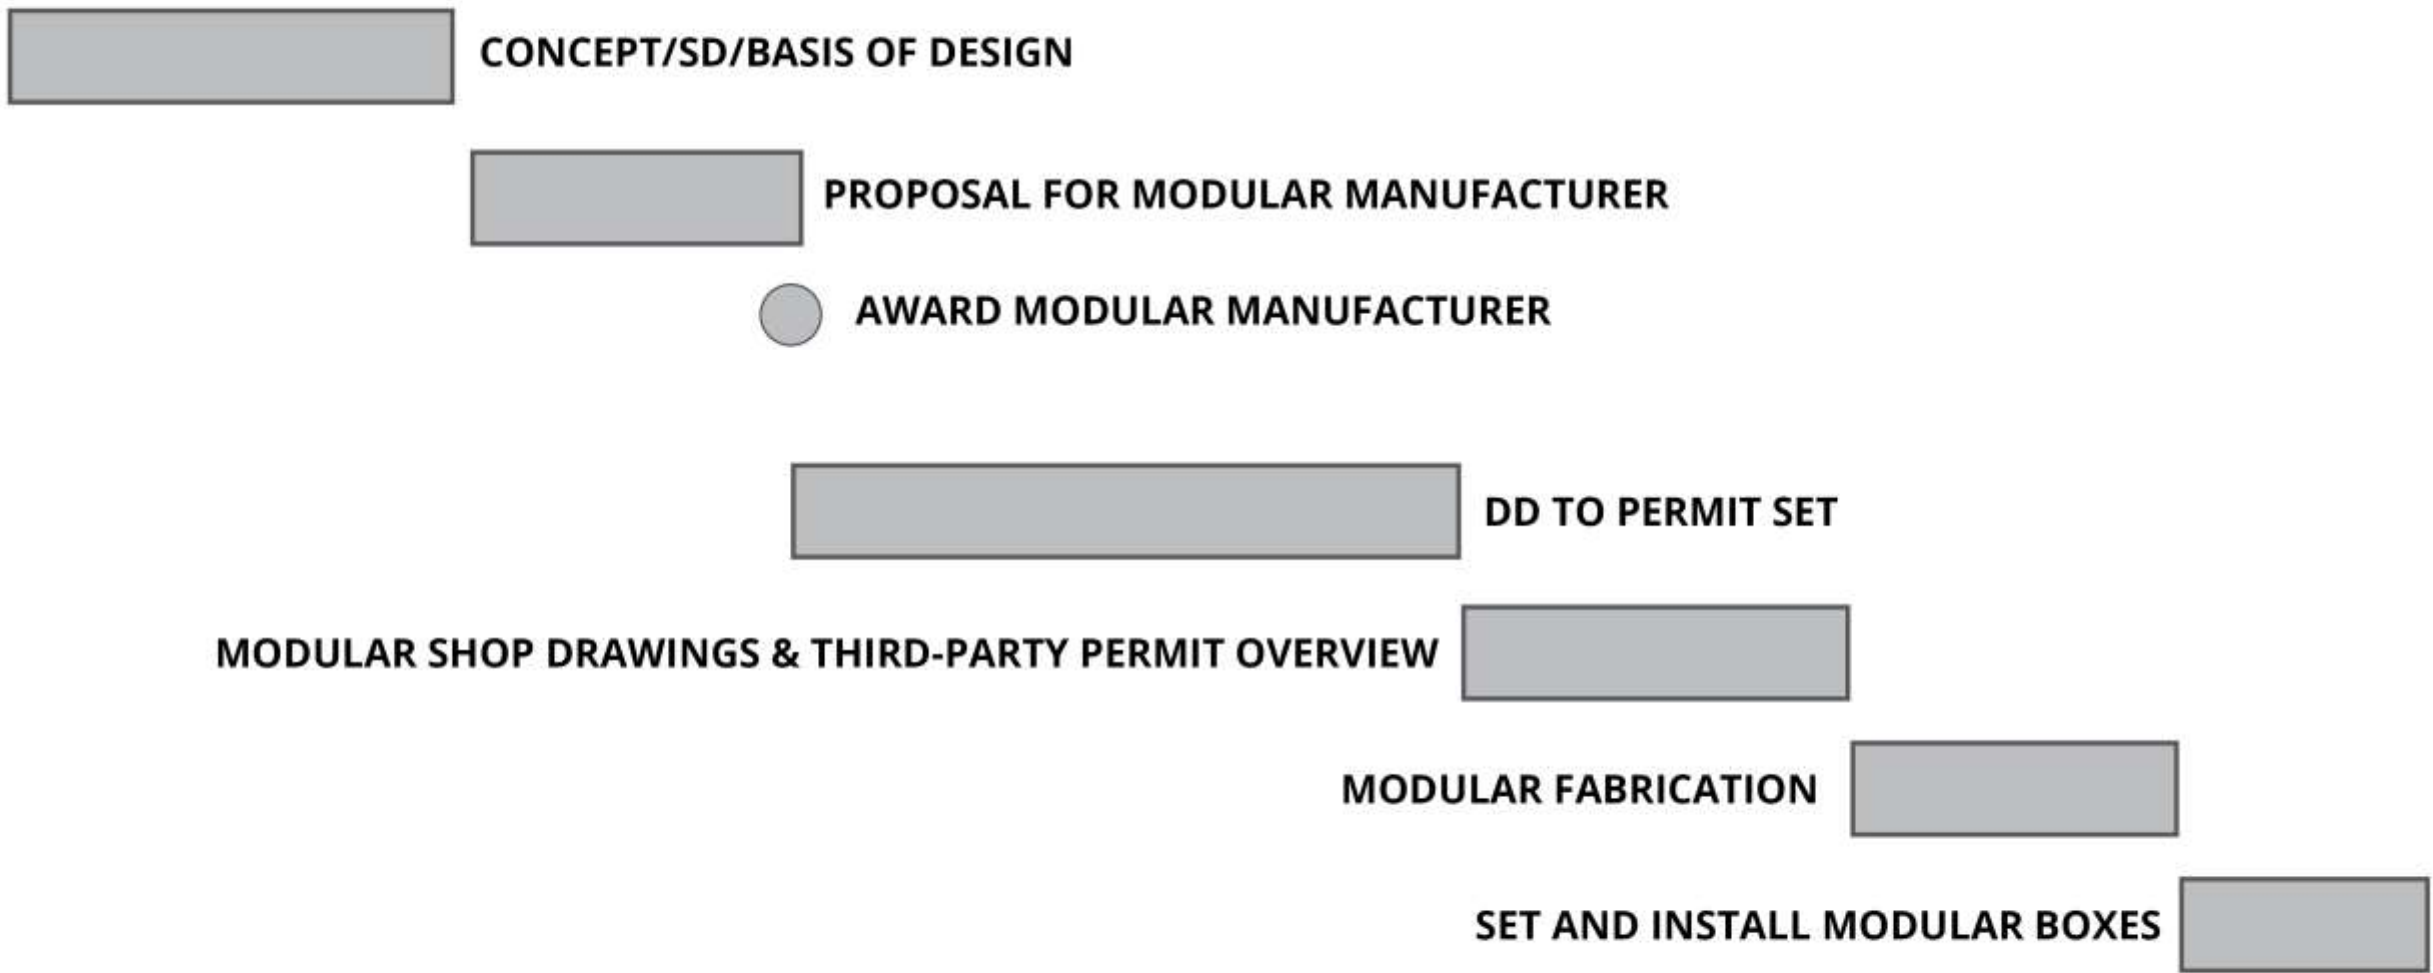 CONCEPT/SD/BASIS OF DESIGN
PROPOSAL FOR MODULAR MANUFACTURER
AWARD MODULAR MANUFACTURER
DD TO PERMIT SET
MODULAR SHOP DRAWINGS & THIRD-PARTY PERMIT OVERVIEW
MODULAR FABRICATION
SET AND INSTALL MODULAR BOXES